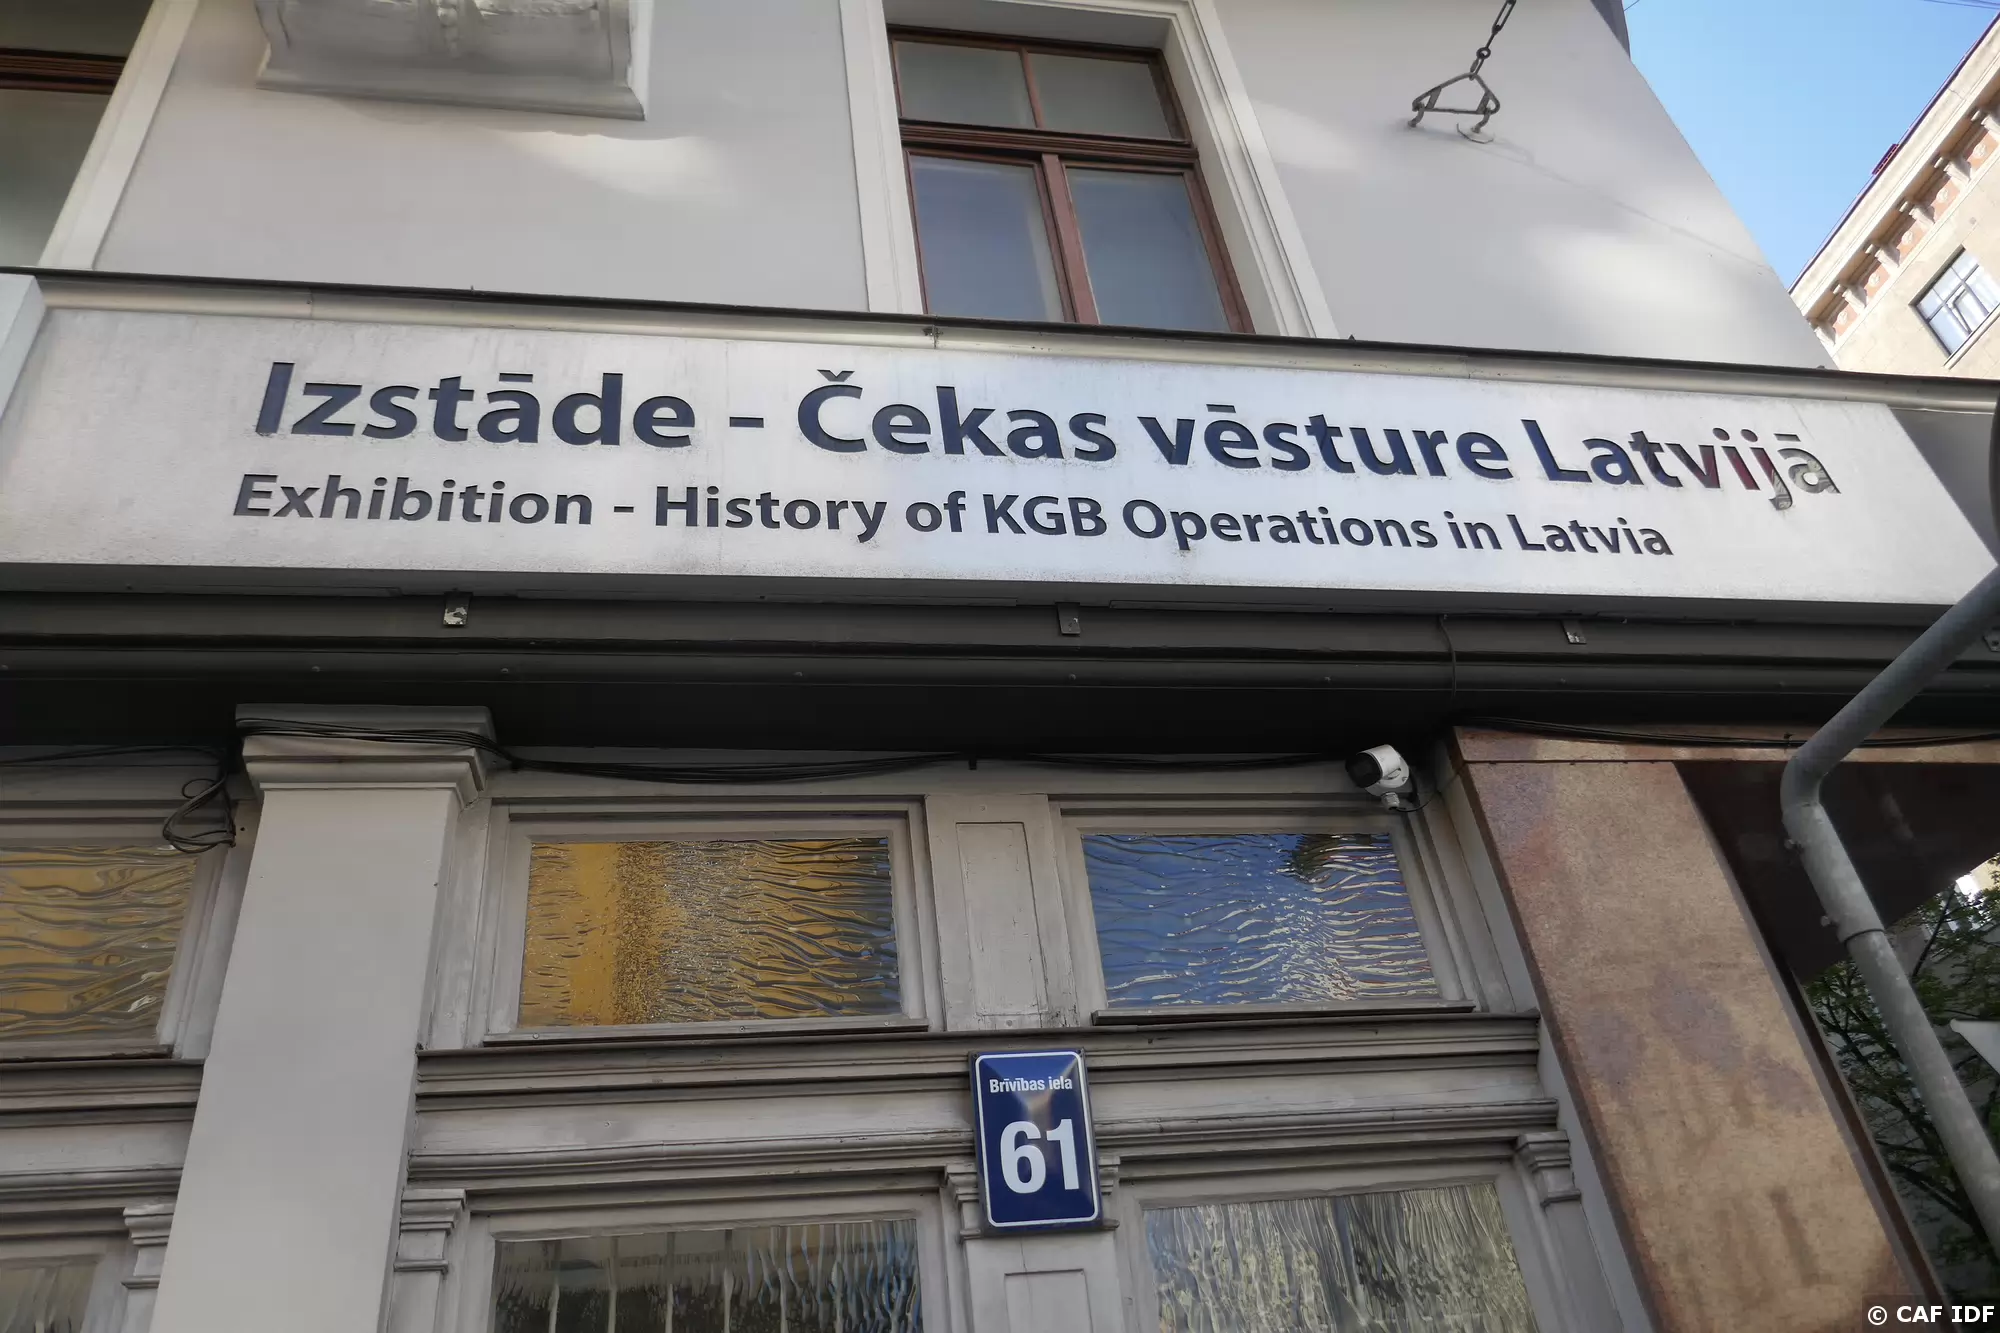 Izstāde - Čekas vēsture Latvijā
Exhibition - History of KGB Operations in Latvia
Brīvības iela
61
© CAF IDF